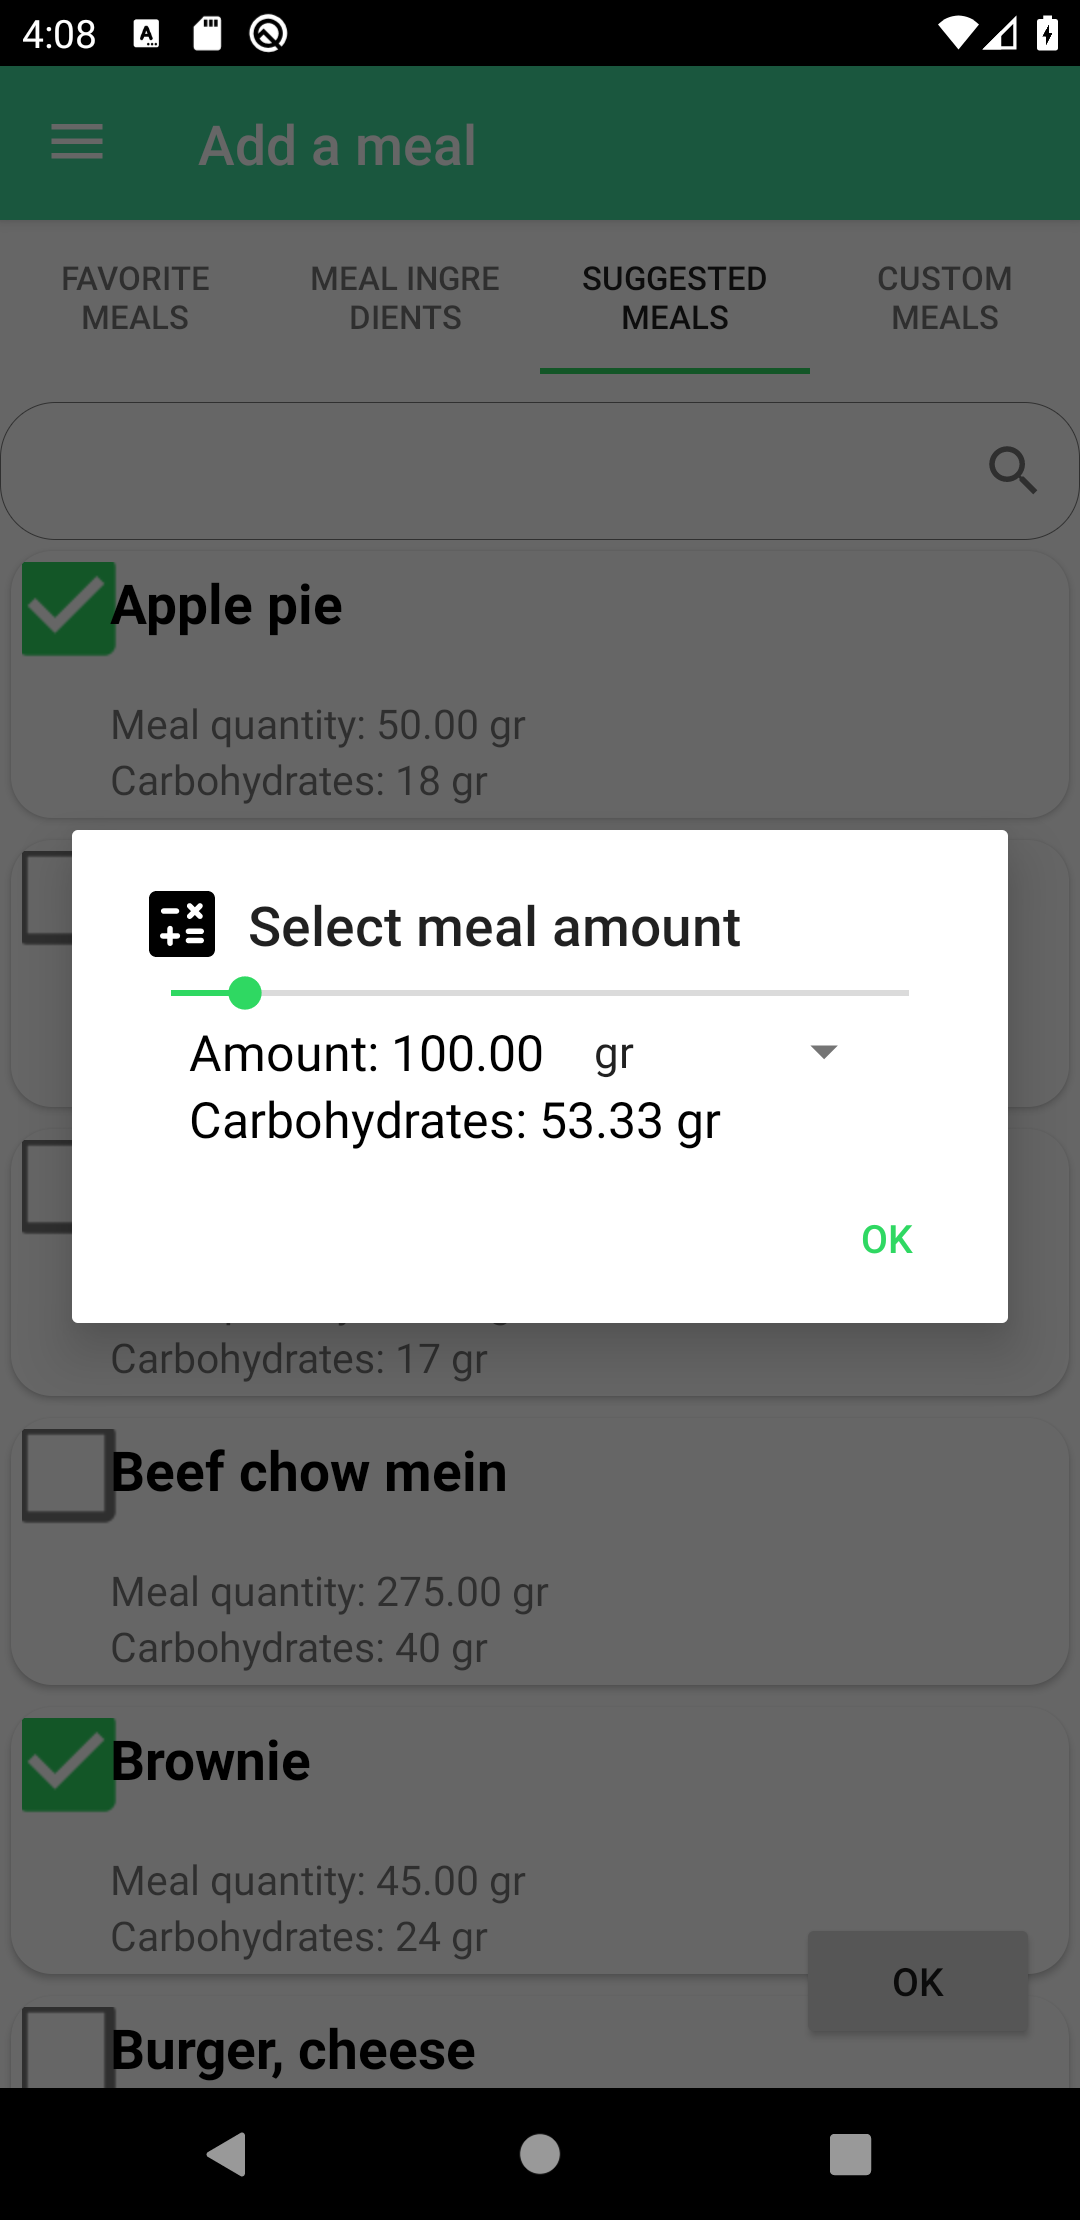 4:08
Add a meal
FAVORITE
MEALS
MEAL INGRE
DIENTS
SUGGESTED
MEALS
CUSTOM
MEALS
Apple pie
Meal quantity: 50.00 gr
Carbohydrates: 18 gr
Select meal amount
Amount: 100.00 gr
Carbohydrates: 53.33 gr
OK
Carbohydrates: 17 gr
Beef chow mein
Meal quantity: 275.00 gr
Carbohydrates: 40 gr
Brownie
Meal quantity: 45.00 gr
Carbohydrates: 24 gr
OK
Burger, cheese